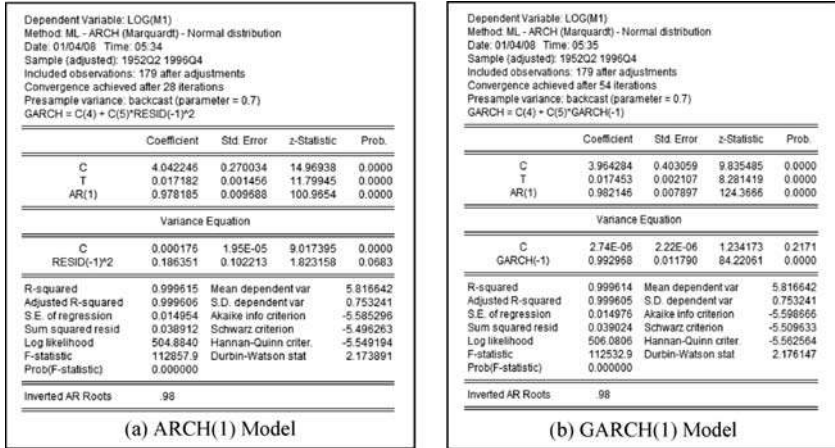 Dependent Variable: LOG(M1)
Method: ML - ARCH (Marquardt) - Normal distribution
Date: 01/04/08 Time: 05:34
Sample (adjusted): 1952Q2 1996Q4
Included observations: 179 after adjustments
Convergence achieved after 28 iterations
Presample variance: backcast (parameter = 0.7)
GARCH = C(4) + C(5)*RESID(-1)^2
Coefficient Std. Error z-Statistic Prob.
C 4.042246 0.270034 14.96938 0.0000
T 0.017182 0.001456 11.79945 0.0000
AR(1) 0.978185 0.009688 100.9654 0.0000
Variance Equation
C 0.000176 1.95E-05 9.017395 0.0000
RESID(-1)^2 0.186351 0.102213 1.823158 0.0683
R-squared 0.999615 Mean dependent var 5.816642
Adjusted R-squared 0.999606 S.D. dependent var 0.753241
S.E. of regression 0.014954 Akaike info criterion -5.585296
Sum squared resid 0.038912 Schwarz criterion -5.496263
Log likelihood 504.8840 Hannan-Quinn criter. -5.549194
F-statistic 112857.9 Durbin-Watson stat 2.173891
Prob(F-statistic) 0.000000
Inverted AR Roots .98
(a) ARCH(1) Model
Dependent Variable: LOG(M1)
Method: ML - ARCH (Marquardt) - Normal distribution
Date: 01/04/08 Time: 05:35
Sample (adjusted): 1952Q2 1996Q4
Included observations: 179 after adjustments
Convergence achieved after 54 iterations
Presample variance: backcast (parameter = 0.7)
GARCH = C(4) + C(5)*GARCH(-1)
Coefficient Std. Error z-Statistic Prob.
C 3.964284 0.403059 9.835485 0.0000
T 0.017453 0.002107 8.281419 0.0000
AR(1) 0.982146 0.007897 124.3666 0.0000
Variance Equation
C 2.74E-06 2.22E-06 1.234173 0.2171
GARCH(-1) 0.992968 0.011790 84.22061 0.0000
R-squared 0.999614 Mean dependent var 5.816642
Adjusted R-squared 0.999605 S.D. dependent var 0.753241
S.E. of regression 0.014976 Akaike info criterion -5.598666
Sum squared resid 0.039024 Schwarz criterion -5.509633
Log likelihood 506.0806 Hannan-Quinn criter. -5.562564
F-statistic 112532.9 Durbin-Watson stat 2.176147
Prob(F-statistic) 0.000000
Inverted AR Roots .98
(b) GARCH(1) Model